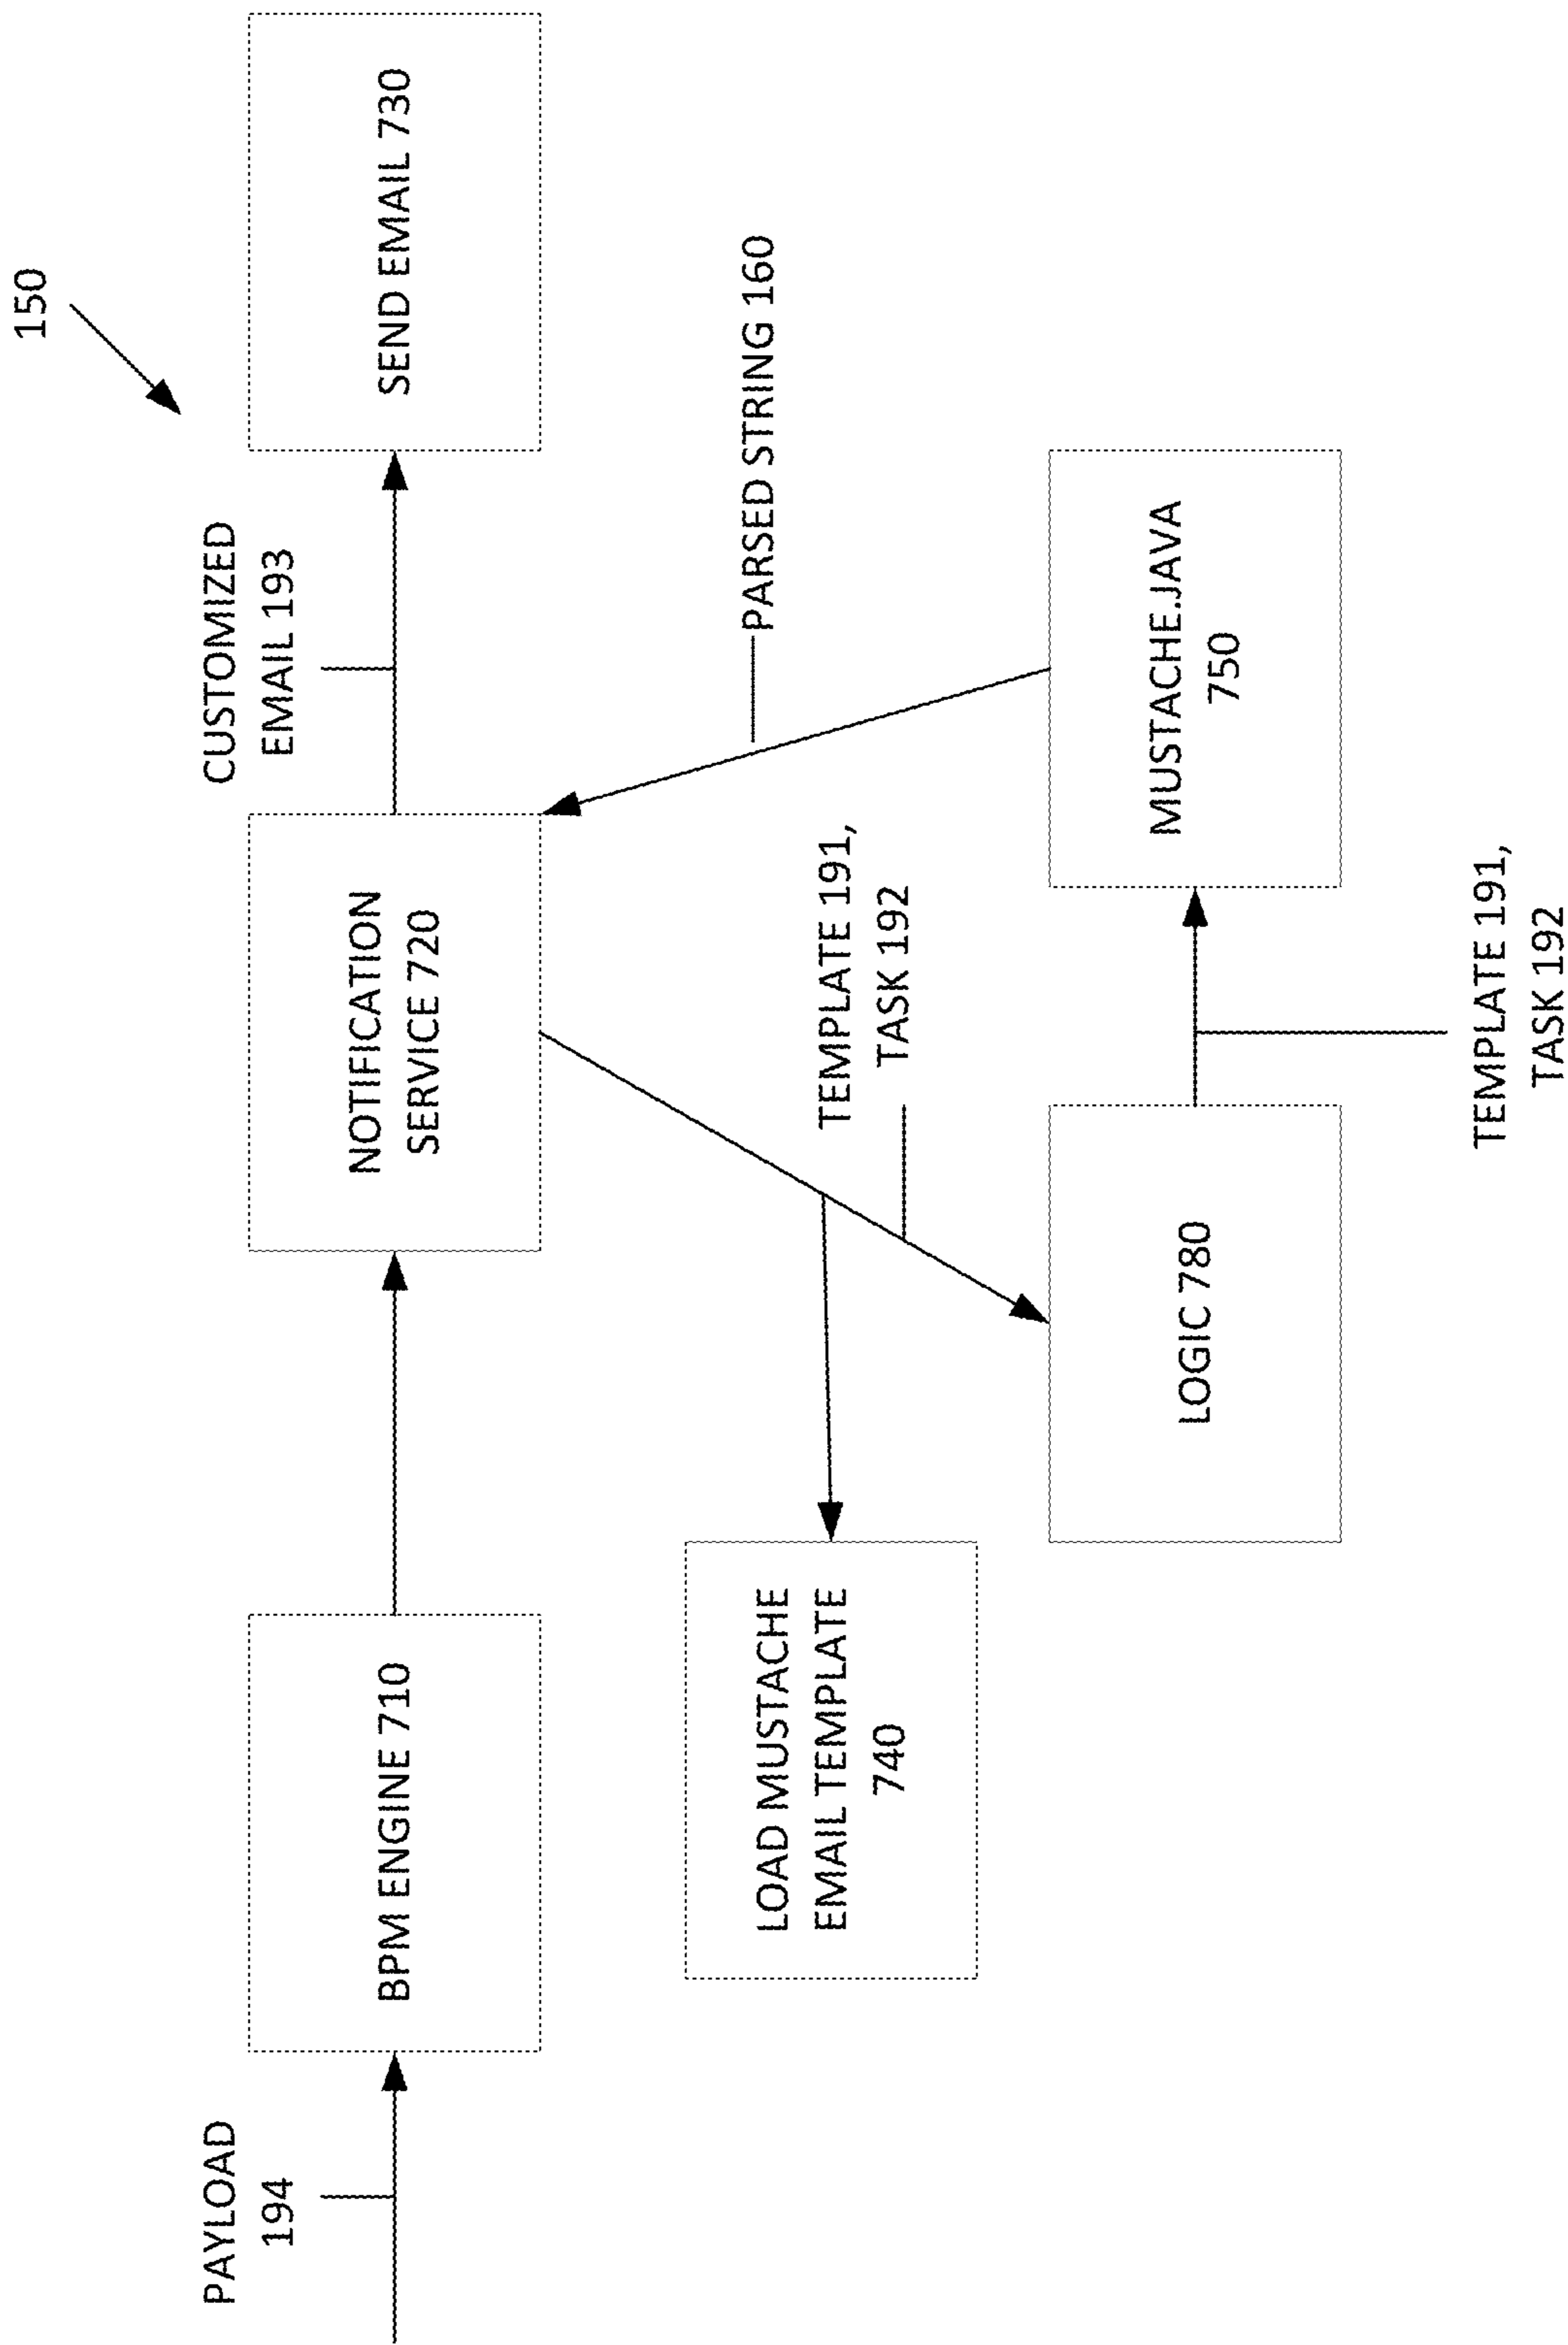 150
PAYLOAD
194
BPM ENGINE 710
NOTIFICATION
SERVICE 720
CUSTOMIZED
EMAIL 193
SEND EMAIL 730
LOAD MUSTACHE
EMAIL TEMPLATE
740
TEMPLATE 191,
TASK 192
PARSED STRING 160
LOGIC 780
MUSTACHE.JAVA
750
TEMPLATE 191,
TASK 192